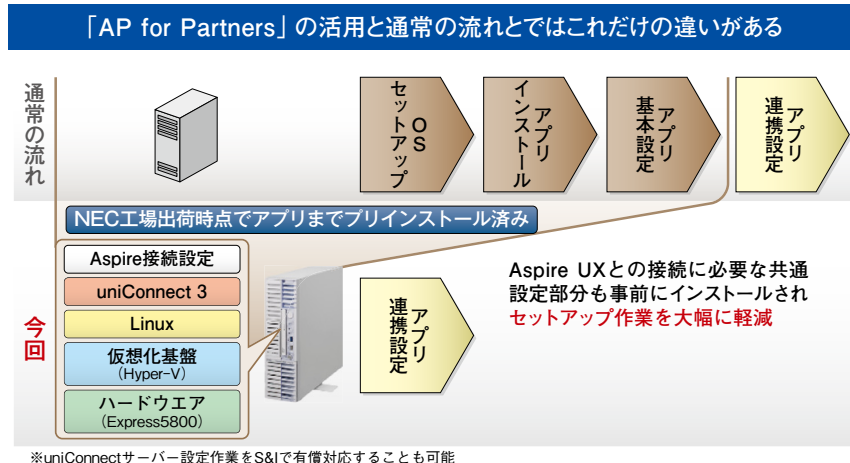 「AP for Partners」の活用と通常の流れとではこれだけの違いがある
通常の流れ
OS
セットアップ
アプリ
インストール
アプリ
基本設定
アプリ
連携設定
NEC工場出荷時点でアプリまでプリインストール済み
今回
Aspire接続設定
uniConnect 3
Linux
仮想化基盤
(Hyper-V)
ハードウエア
(Express5800)
アプリ
連携設定
Aspire UXとの接続に必要な共通
設定部分も事前にインストールされ
セットアップ作業を大幅に軽減
※uniConnectサーバー設定作業をS&Iで有償対応することも可能